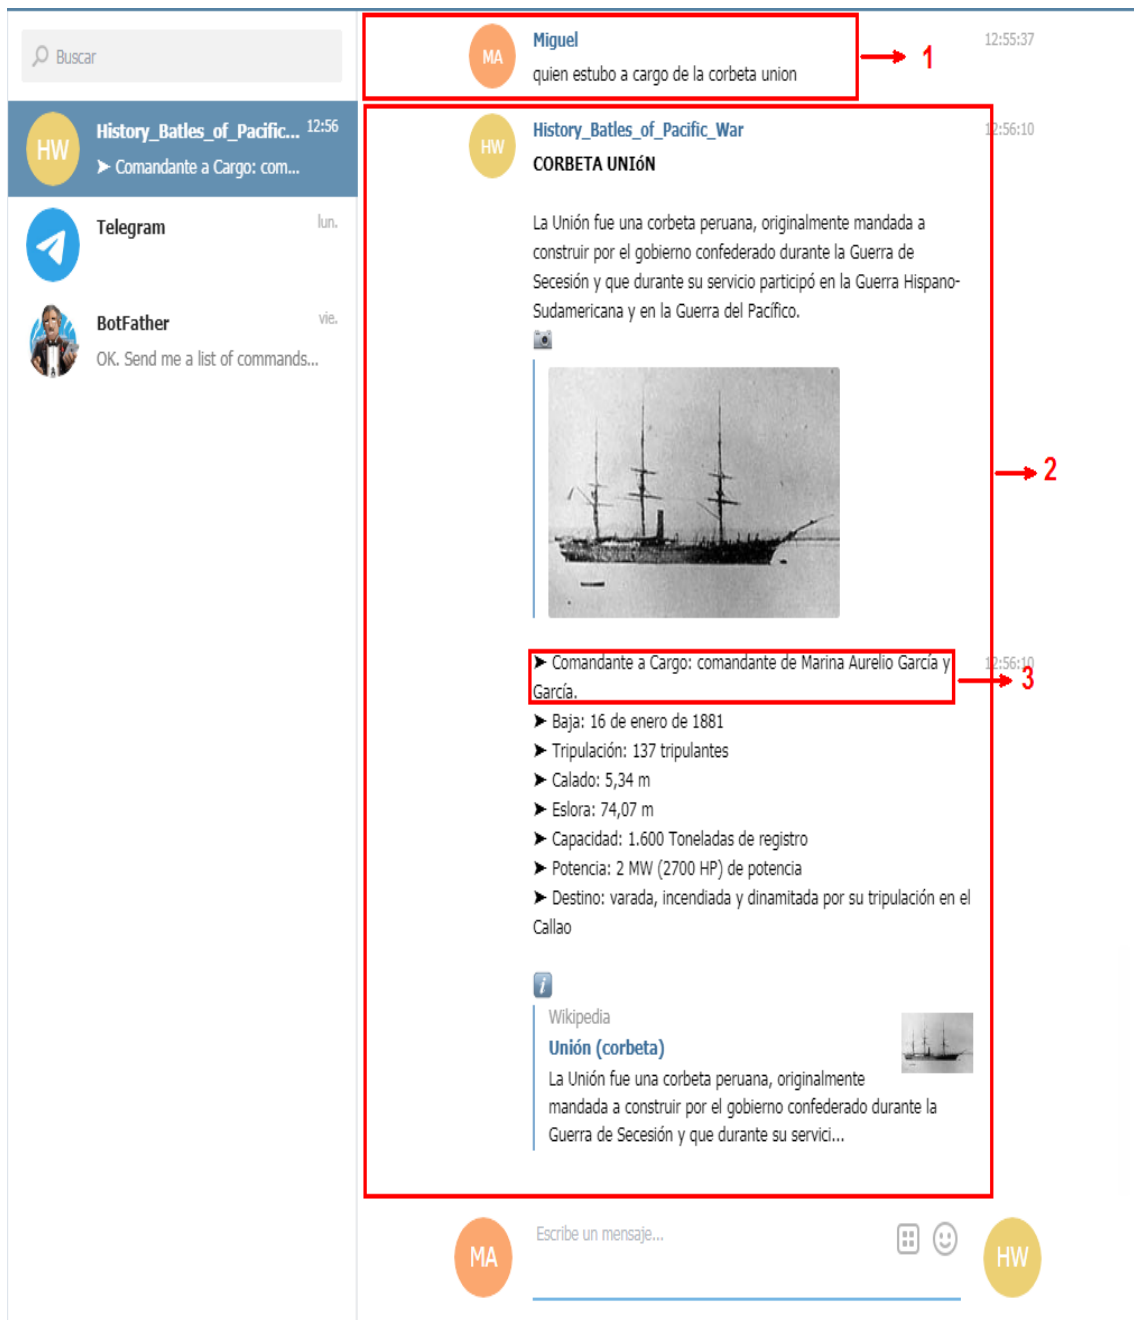 Buscar
History_Batles_of_Pacific... 12:56
HW
➤ Comandante a Cargo: com...
Telegram lun.
BotFather vie.
OK. Send me a list of commands...
Miguel 12:55:37
MA
quien estubo a cargo de la corbeta union
1
History_Batles_of_Pacific_War 12:56:10
HW
CORBETA UNIóN
La Unión fue una corbeta peruana, originalmente mandada a
construir por el gobierno confederado durante la Guerra de
Secesión y que durante su servicio participó en la Guerra Hispano-
Sudamericana y en la Guerra del Pacífico.
2
➤ Comandante a Cargo: comandante de Marina Aurelio García y 12:56:10
García.
3
➤ Baja: 16 de enero de 1881
➤ Tripulación: 137 tripulantes
➤ Calado: 5,34 m
➤ Eslora: 74,07 m
➤ Capacidad: 1.600 Toneladas de registro
➤ Potencia: 2 MW (2700 HP) de potencia
➤ Destino: varada, incendiada y dinamitada por su tripulación en el
Callao
i
Wikipedia
Unión (corbeta)
La Unión fue una corbeta peruana, originalmente
mandada a construir por el gobierno confederado durante la
Guerra de Secesión y que durante su servici...
Escribe un mensaje...
MA
HW